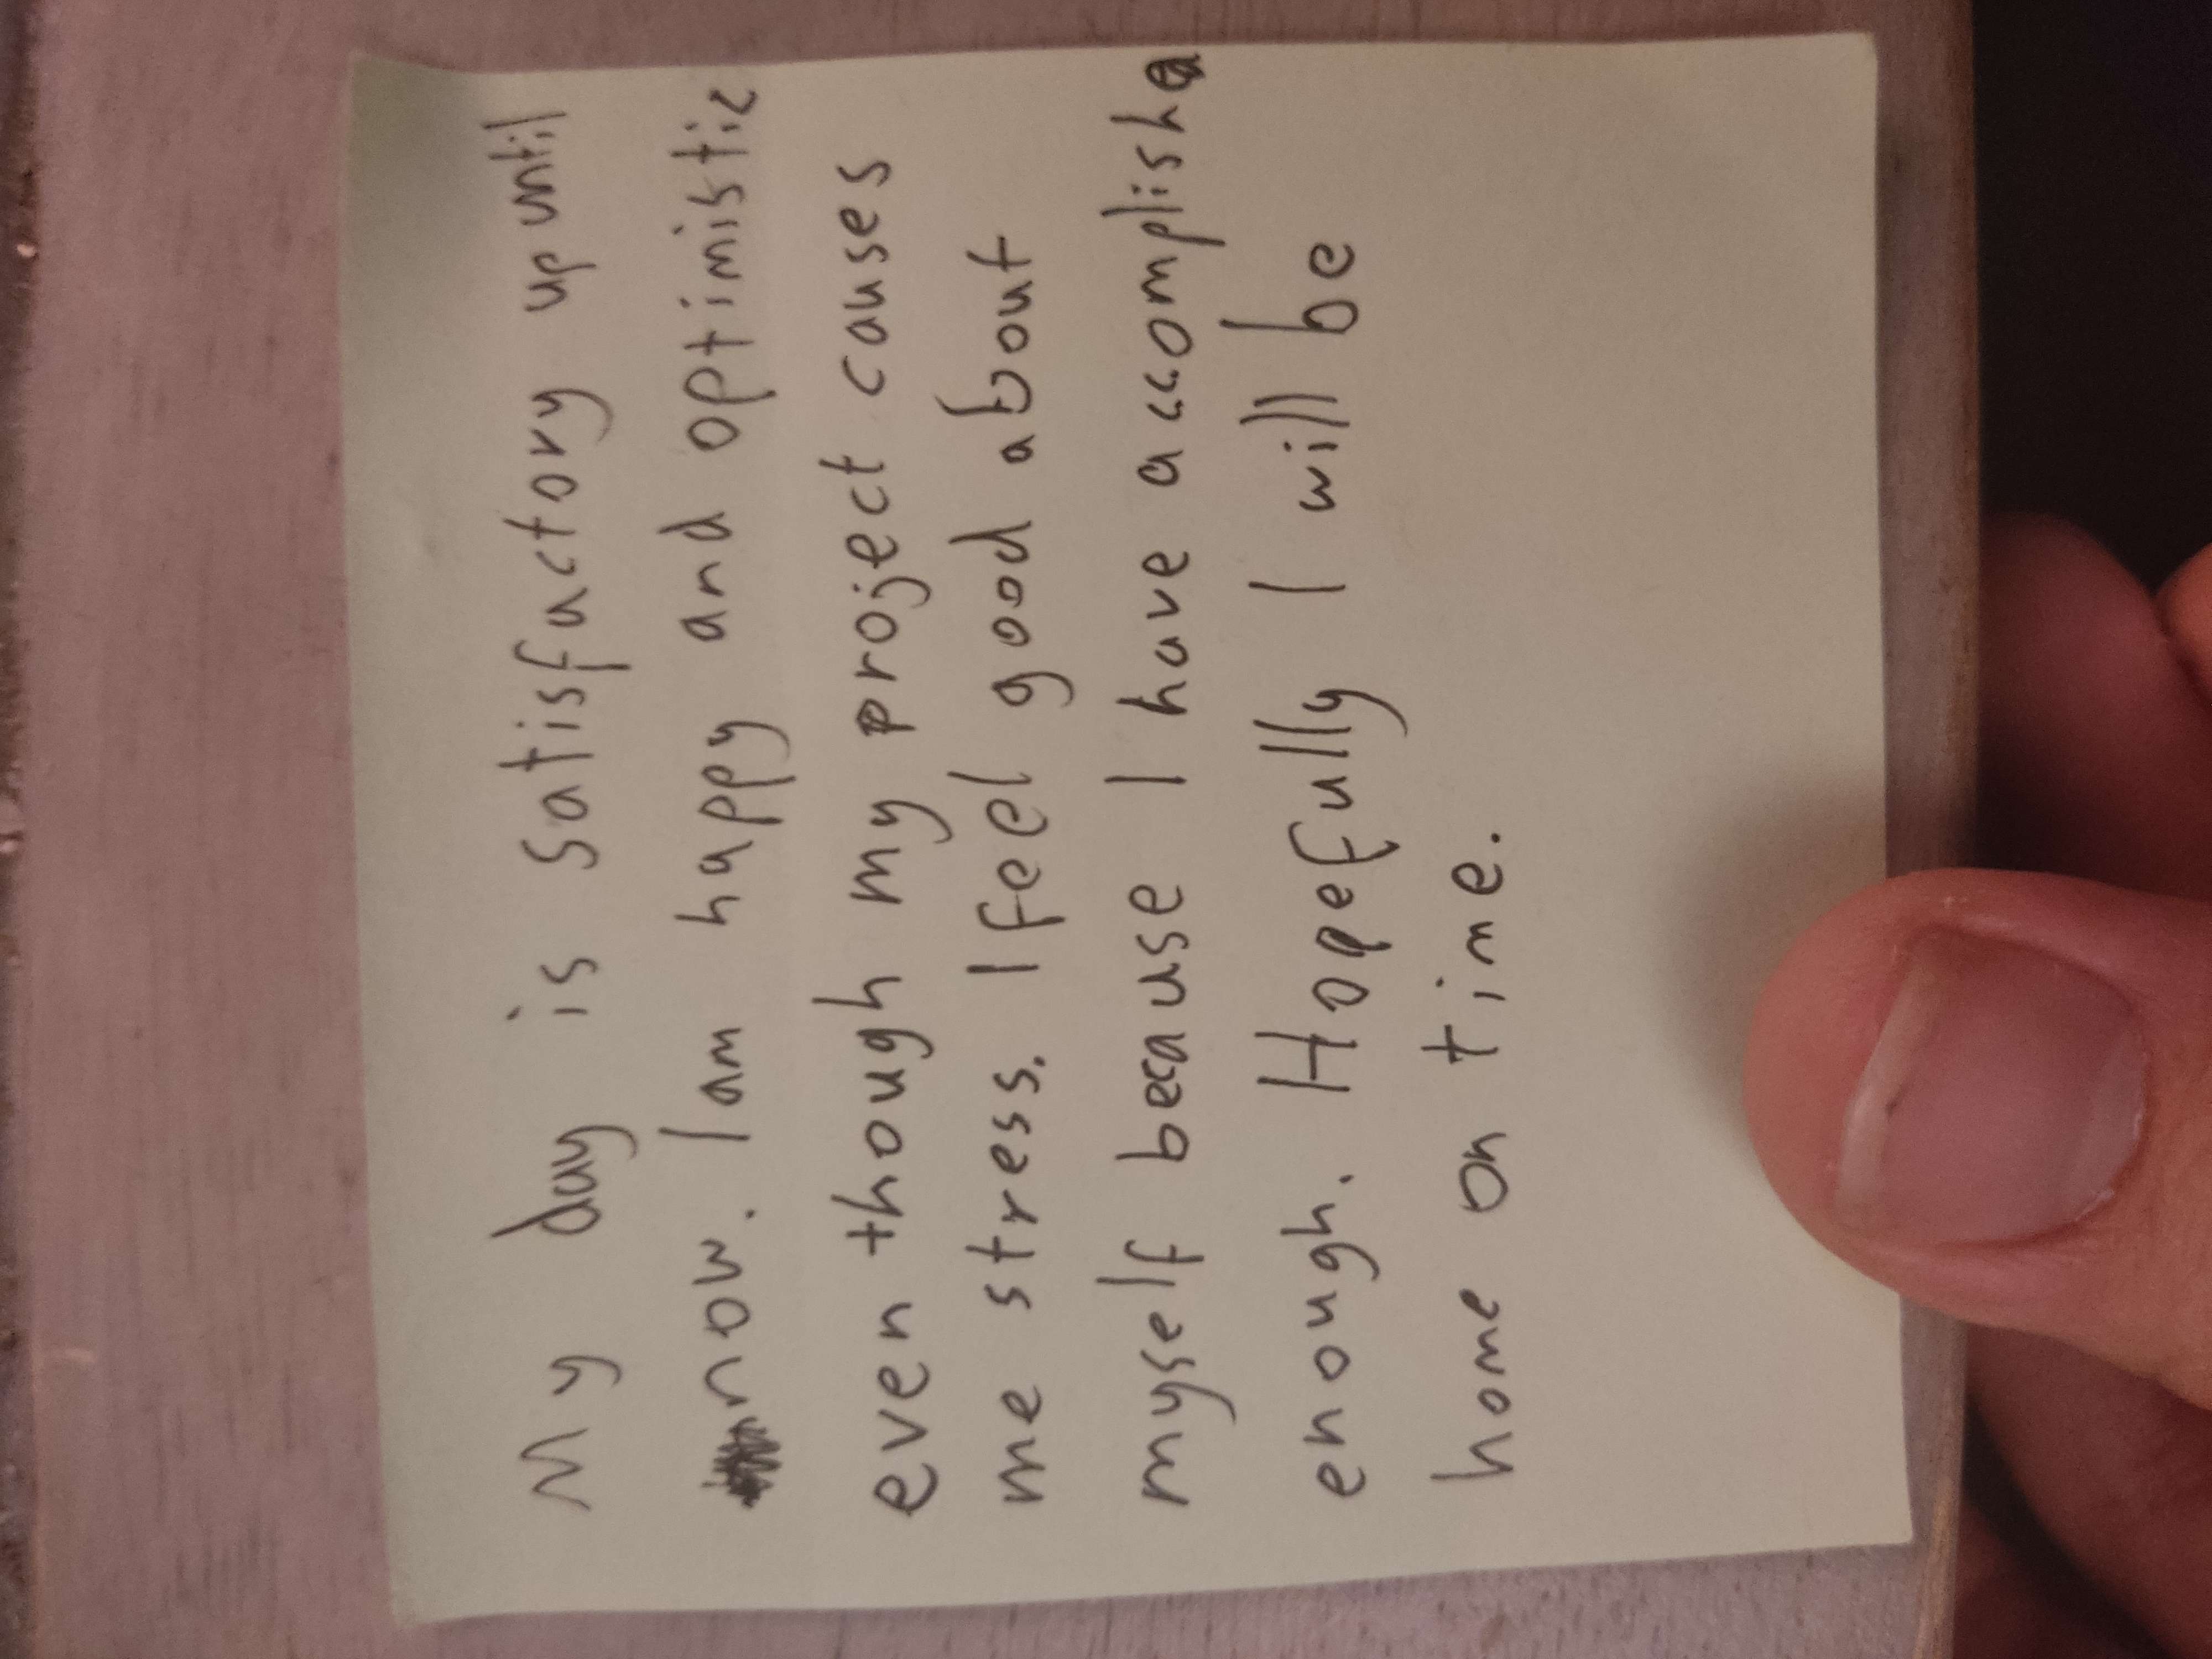 My day is satisfactory up until
now. I am happy and optimistic
even though my project causes
me stress. I feel good about
myself because I have accomplished
enough. Hopefully I will be
home on time.